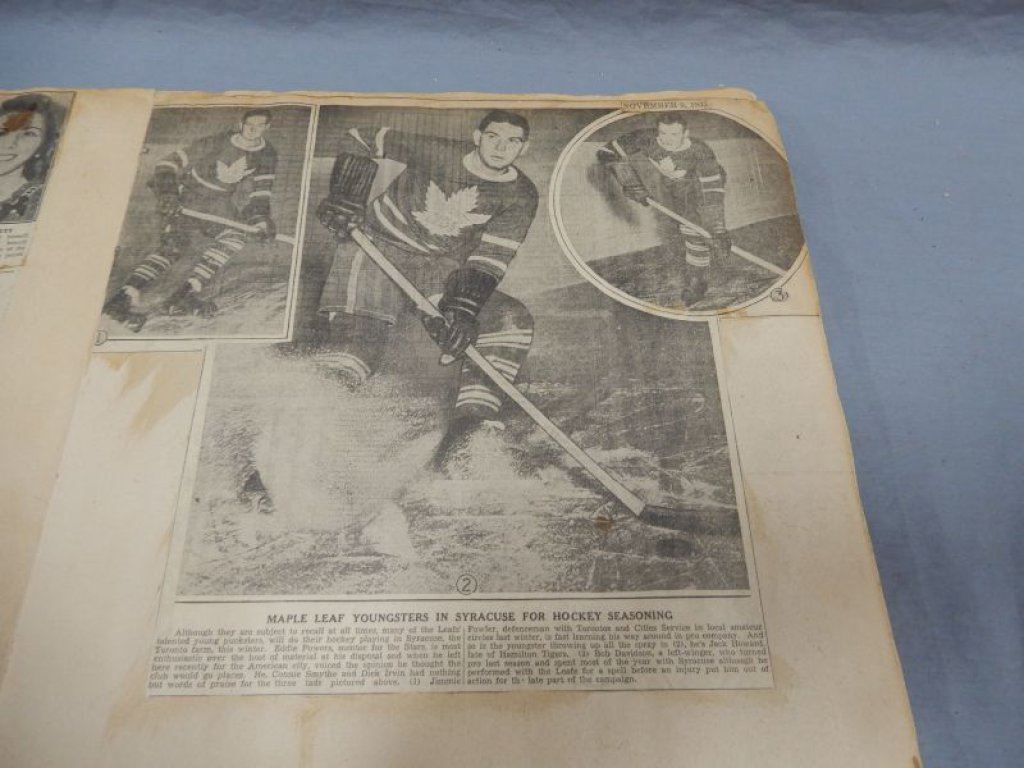 NOVEMBER
1
3
2
MAPLE LEAF YOUNGSTERS IN SYRACUSE FOR HOCKEY SEASONING
Although they are subject to recall at all times, many of the Leafs'
talented young pucksters, will do their hockey playing in Syracuse, the
Toronto farm, this winter. Eddie Powers, mentor for the Stars, is most
enthusiastic over the host of material at his disposal and when he left
here recently for the American city, voiced the opinion he thought the
club would go places. He, Connie Smythe and Dick Irvin had nothing
but words of praise for the three lads pictured above. (1) Jimmie
Fowler, defenceman with Torontos and Cities Service in local amateur
circles last winter, is fast learning his way around in pro company. And
as is the youngster throwing up all the spray in (2), he's Jack Howard,
late of Hamilton Tigers. (3) Bob Davidson, a left-winger, who turned
pro last season and spent most of the year with Syracuse although he
performed with the Leafs for a spell before an injury put him out of
action for the late part of the campaign.